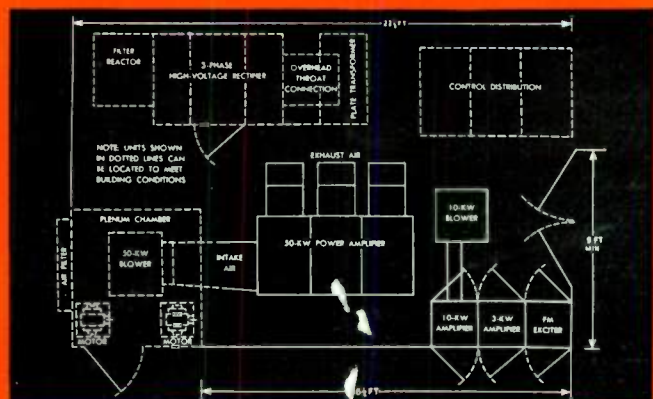 FILTER
REACTOR
3-PHASE
HIGH-VOLTAGE RECTIFIER
OVERHEAD
THROAT
CONNECTION
PLATE TRANSFORMER
CONTROL DISTRIBUTION
NOTE: UNITS SHOWN
IN DOTTED LINES CAN
BE LOCATED TO MEET
BUILDING CONDITIONS
EXHAUST AIR
PLENUM CHAMBER
AIR FILTER
50-KW
BLOWER
INTAKE
AIR
50-KW POWER AMPLIFIER
10-KW
BLOWER
9 FT
MIN
MOTOR
MOTOR
10-KW
AMPLIFIER
3-KW
AMPLIFIER
FM
EXCITER